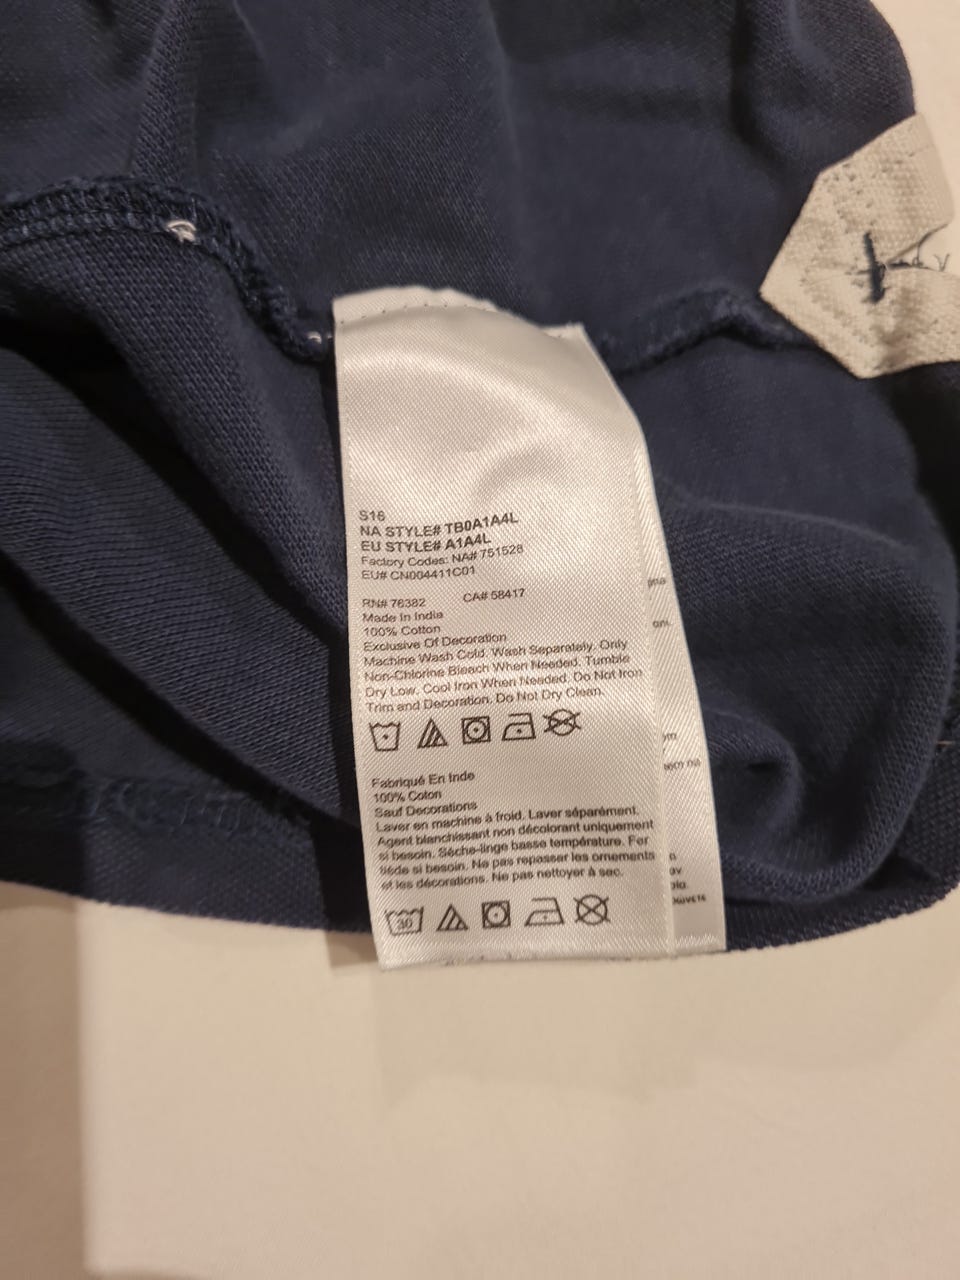 S16
NA STYLE# TB0A1A4L
EU STYLE# A1A4L
Factory Codes: NA# 751528
EU# CN004411C01
RN# 76382 CA# 58417
Made In India
100% Cotton
Exclusive Of Decoration
Machine Wash Cold. Wash Separately. Only
Non-Chlorine Bleach When Needed. Tumble
Dry Low. Cool Iron When Needed. Do Not Iron
Trim and Decoration. Do Not Dry Clean.
Fabriqué En Inde
100% Coton
Sauf Decorations
Laver en machine à froid. Laver séparément.
Agent blanchissant non décolorant uniquement
si besoin. Sèche-linge basse température. Fer
tiède si besoin. Ne pas repasser les ornements
et les décorations. Ne pas nettoyer à sec.
30